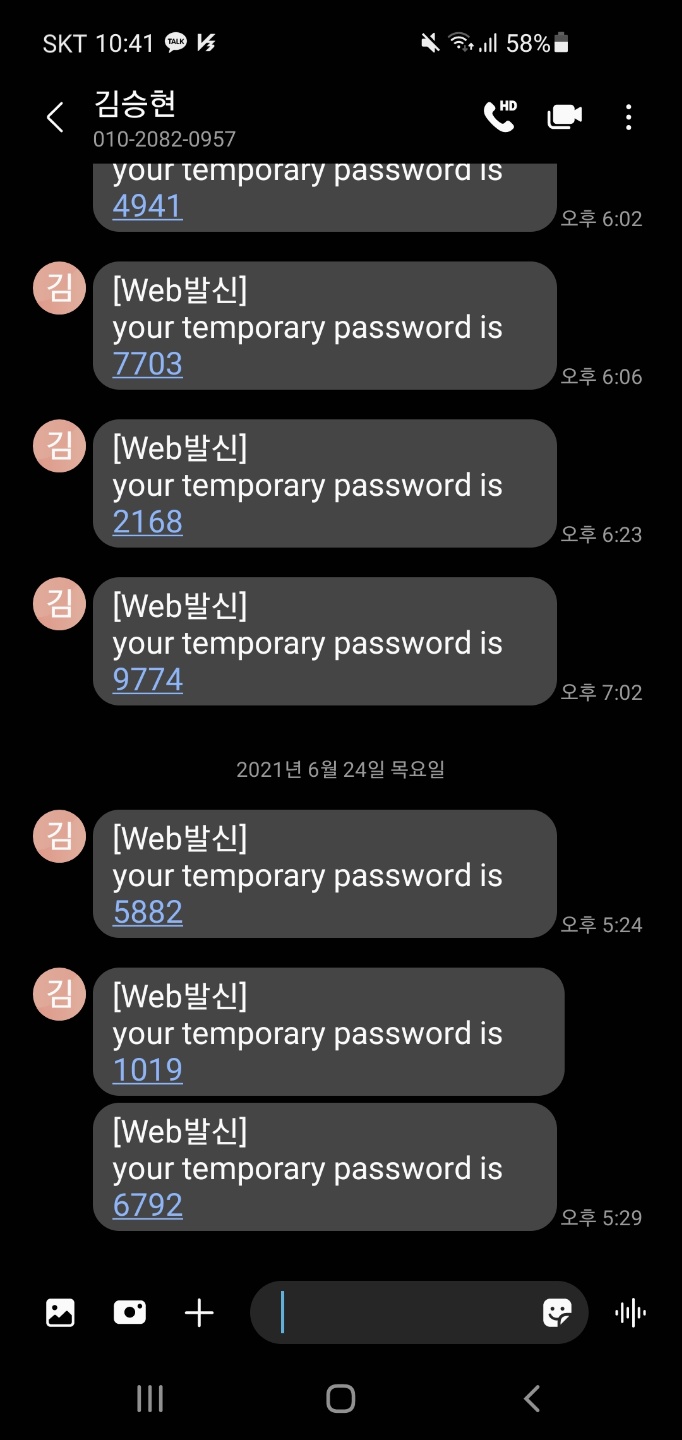 SKT 10:41 TALK
58%
김승현
HD
010-2082-0957
your temporary password is
4941
오후 6:02
김
[Web발신]
your temporary password is
7703
오후 6:06
김
[Web발신]
your temporary password is
2168
오후 6:23
김
[Web발신]
your temporary password is
9774
오후 7:02
2021년 6월 24일 목요일
김
[Web발신]
your temporary password is
5882
오후 5:24
김
[Web발신]
your temporary password is
1019
[Web발신]
your temporary password is
6792
오후 5:29